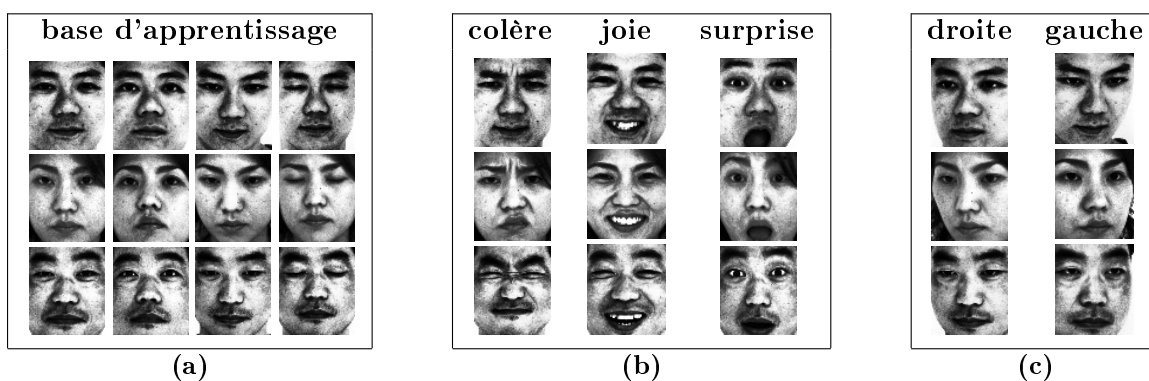 base d'apprentissage
colère joie surprise
droite gauche
(a)
(b)
(c)